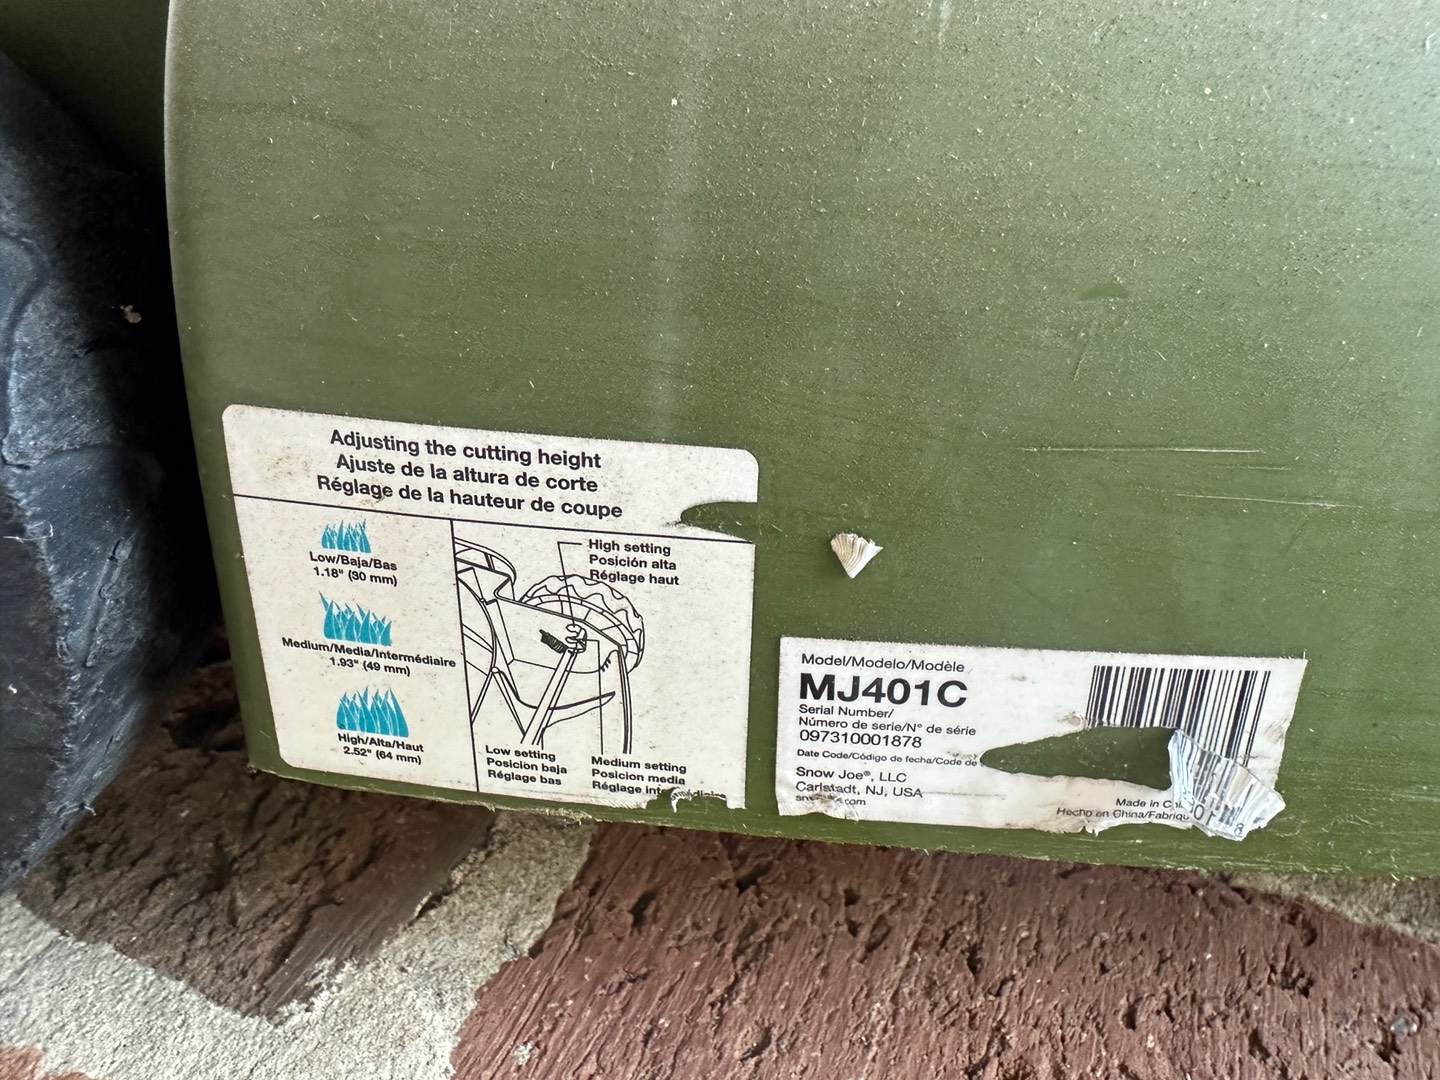 Adjusting the cutting height
Ajuste de la altura de corte
Réglage de la hauteur de coupe
Low/Baja/Bas
1.18" (30 mm)
Medium/Media/Intermédiaire
1.93" (49 mm)
High/Alta/Haut
2.52" (64 mm)
High setting
Posición alta
Réglage haut
Low setting
Posicion baja
Réglage bas
Medium setting
Posicion media
Réglage
Model/Modelo/Modèle
MJ401C
Serial Number/
Número de serie/N° de série
097310001878
Date Code/Código de fecha/Code de
Snow Joe®, LLC
Carlstadt, NJ, USA
Made in
Hecho en China/